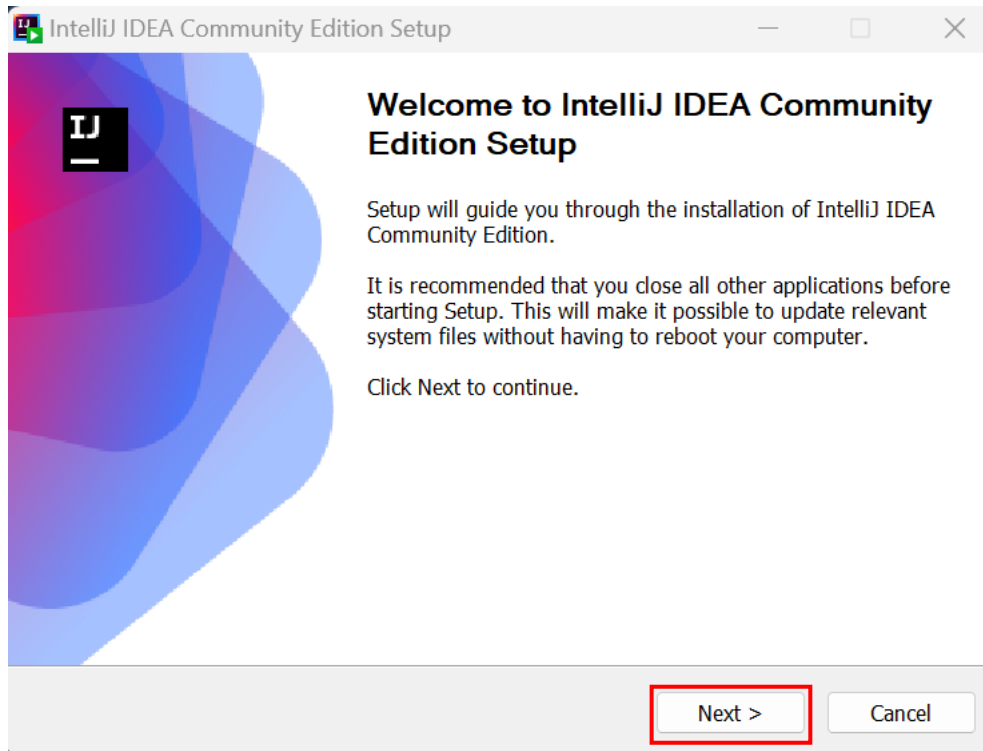 IntelliJ IDEA Community Edition Setup
IJ
Welcome to IntelliJ IDEA Community
Edition Setup
Setup will guide you through the installation of IntelliJ IDEA
Community Edition.
It is recommended that you close all other applications before
starting Setup. This will make it possible to update relevant
system files without having to reboot your computer.
Click Next to continue.
Next >
Cancel